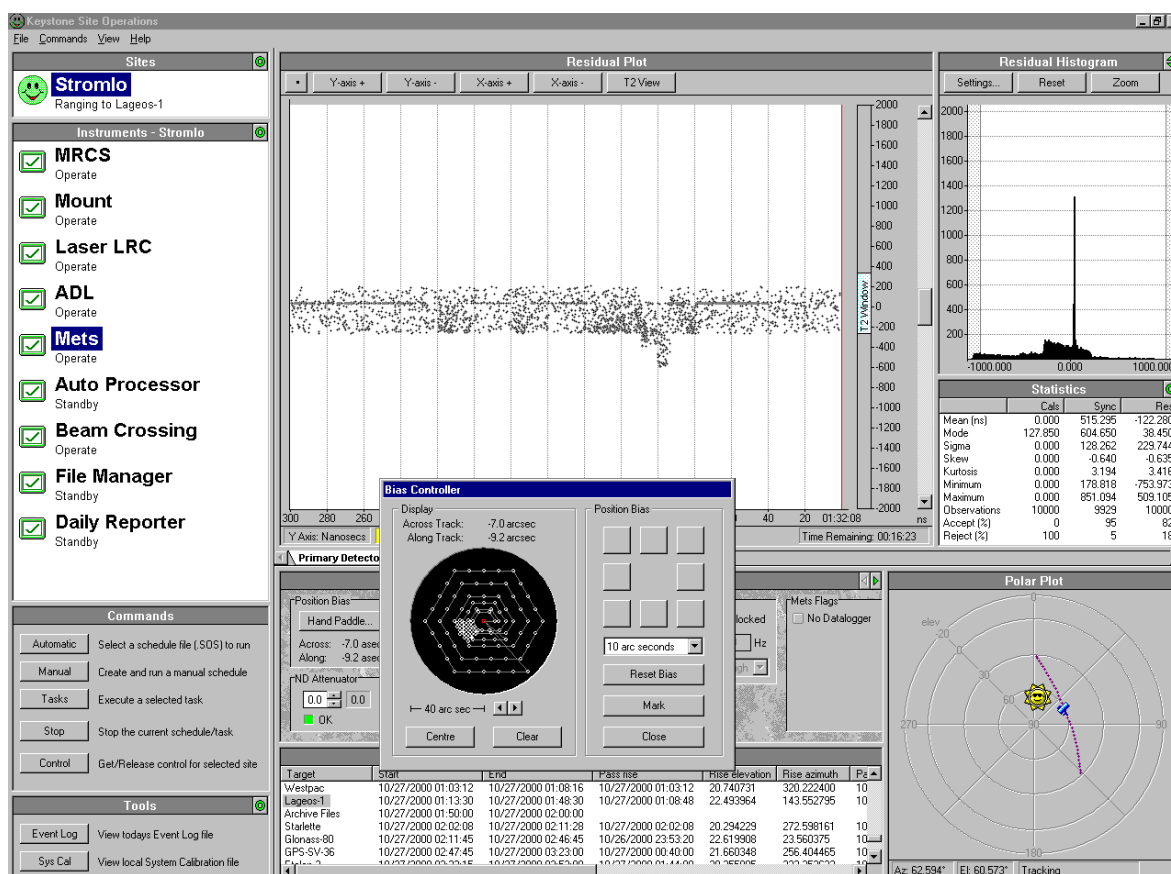 Keystone Site Operations
File Commands View Help
Sites
Stromlo
Ranging to Lageos-1
Instruments - Stromlo
MRCS
Operate
Mount
Operate
Laser LRC
Operate
ADL
Operate
Mets
Operate
Auto Processor
Standby
Beam Crossing
Operate
File Manager
Standby
Daily Reporter
Standby
Commands
Automatic Select a schedule file (.SOS) to run
Manual Create and run a manual schedule
Tasks Execute a selected task
Stop Stop the current schedule/task
Control Get/Release control for selected site
Tools
Event Log View todays Event Log file
Sys Cal View local System Calibration file
Residual Plot
Y-axis + Y-axis - X-axis + X-axis - T2 View
2000
1800
1600
1400
1200
1000
800
600
400
200
0
-200
-400
-600
-800
-1000
-1200
-1400
-1600
-1800
-2000
T2 Window
300 280 260 40 20 01:32:08 ns
Y Axis: Nanosecs Time Remaining: 00:16:23
Primary Detecto
Position Bias
Hand Paddle...
Across: -7.0 asec
Along: -9.2 asec
ND Attenuator
0.0 0.0
OK
locked
Hz
Mets Flags
No Datalogger
Bias Controller
Display
Across Track: -7.0 arcsec
Along Track: -9.2 arcsec
40 arc sec
Centre Clear
Position Bias
10 arc seconds
Reset Bias
Mark
Close
Target Start End Pass rise Rise elevation Rise azimuth Pa
Westpac 10/27/2000 01:03:12 10/27/2000 01:08:16 10/27/2000 01:03:12 20.740731 320.222400 10
Lageos-1 10/27/2000 01:13:30 10/27/2000 01:48:30 10/27/2000 01:08:48 22.493964 143.552795 10
Archive Files 10/27/2000 01:50:00 10/27/2000 02:00:00
Starlette 10/27/2000 02:02:08 10/27/2000 02:11:28 10/27/2000 02:02:08 20.294229 272.598161 10
Glonass-80 10/27/2000 02:11:45 10/27/2000 02:46:45 10/26/2000 23:53:20 22.619908 23.560375 10
GPS-SV-36 10/27/2000 02:47:45 10/27/2000 03:23:00 10/27/2000 00:40:00 21.660348 256.404465 10
Residual Histogram
Settings... Reset Zoom
2000
1800
1600
1400
1200
1000
800
600
400
200
-1000.000 0.000 1000.000
Statistics
Cals Sync Res
Mean (ns) 0.000 515.295 -122.280
Mode 127.850 604.650 38.450
Sigma 0.000 128.262 229.744
Skew 0.000 -0.640 -0.635
Kurtosis 0.000 3.194 3.416
Minimum 0.000 178.818 -753.973
Maximum 0.000 851.094 509.105
Observations 10000 9929 10000
Accept (%) 0 95 82
Reject (%) 100 5 18
Polar Plot
0
elev
-20
30
60
90
270
90
180
Az: 62.594° El: 60.573° Tracking